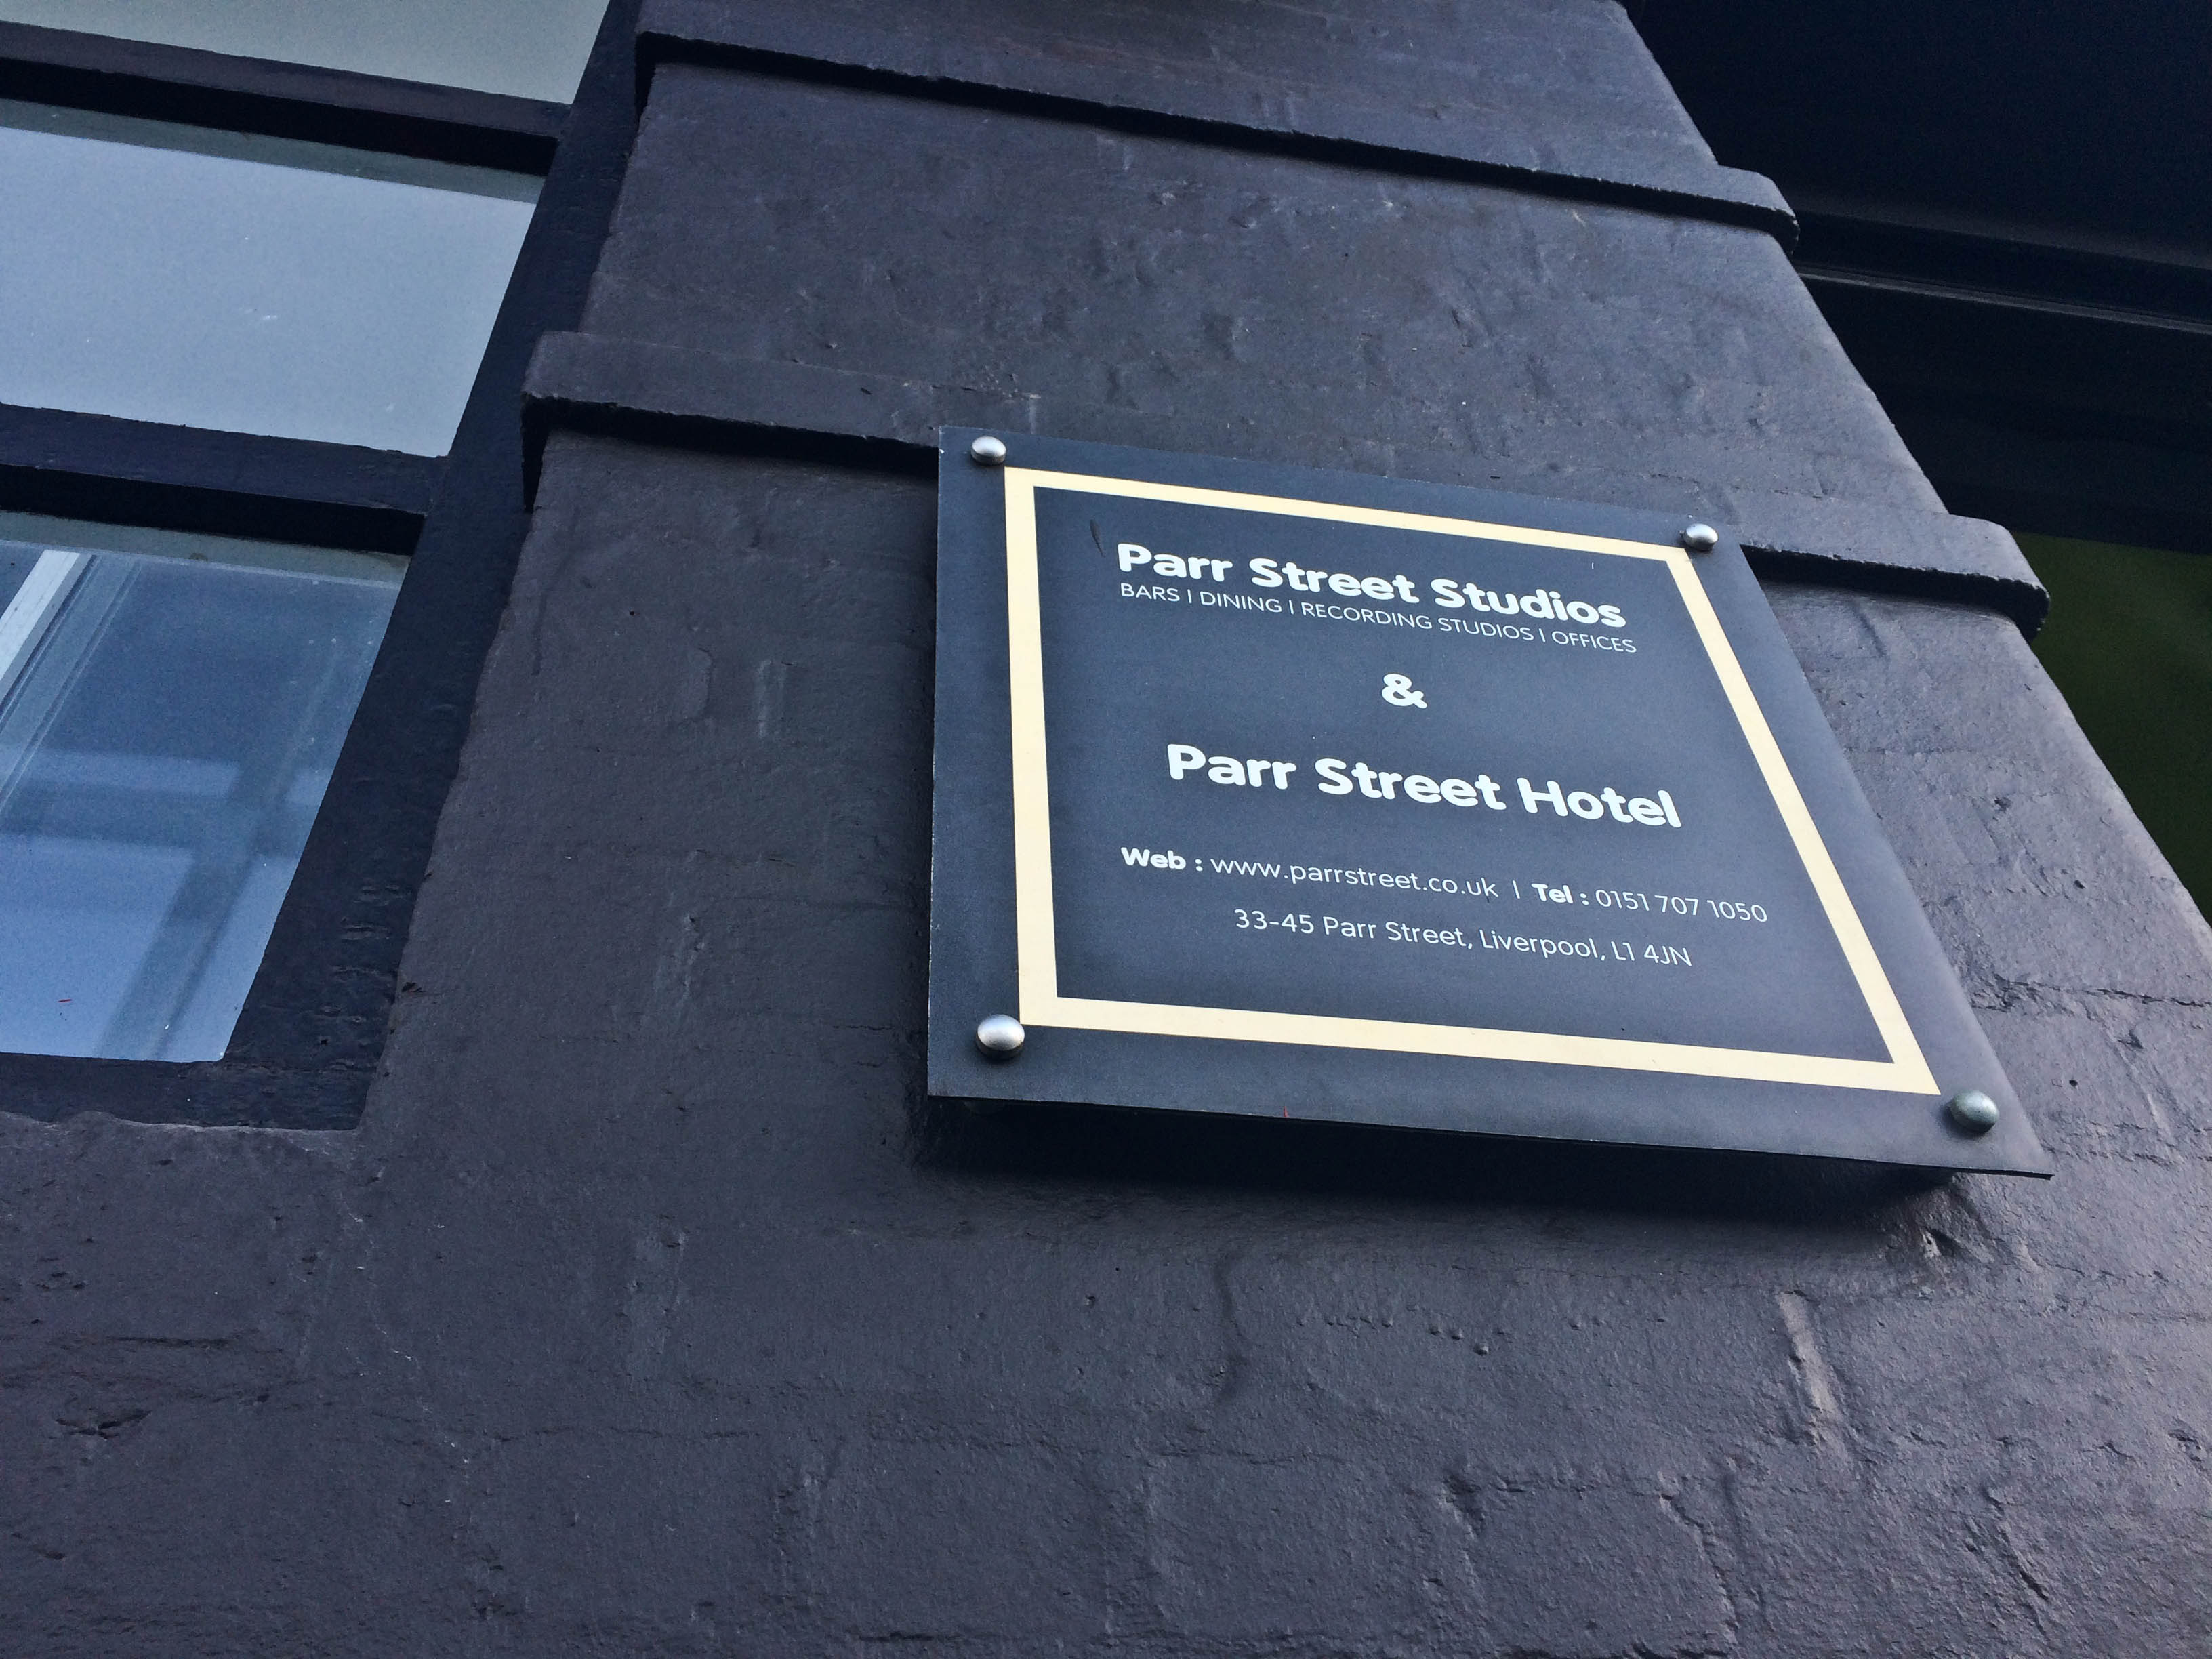 Parr Street Studios
BARS | DINING | RECORDING STUDIOS | OFFICES
&
Parr Street Hotel
Web : www.parrstreet.co.uk | Tel : 0151 707 1050
33-45 Parr Street, Liverpool, L1 4JN